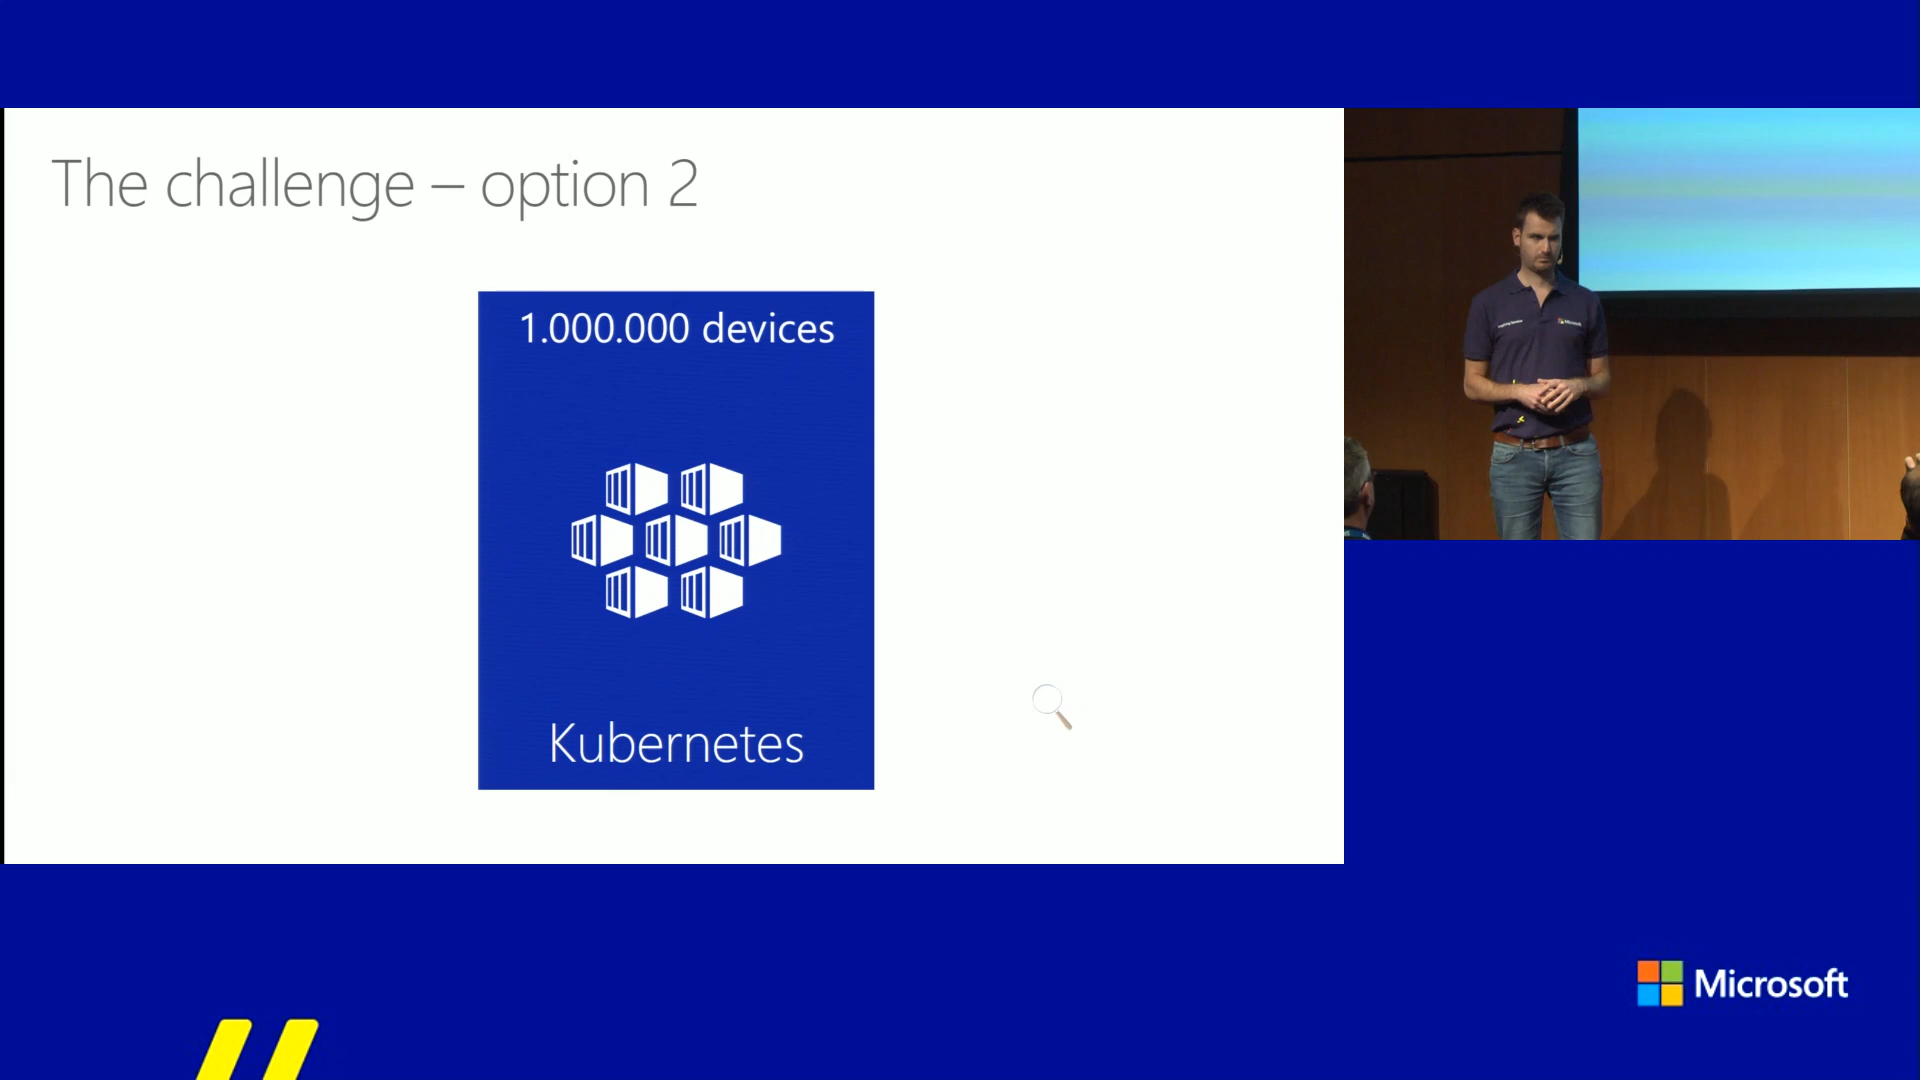 The challenge – option 2
1.000.000 devices
Kubernetes
Microsoft